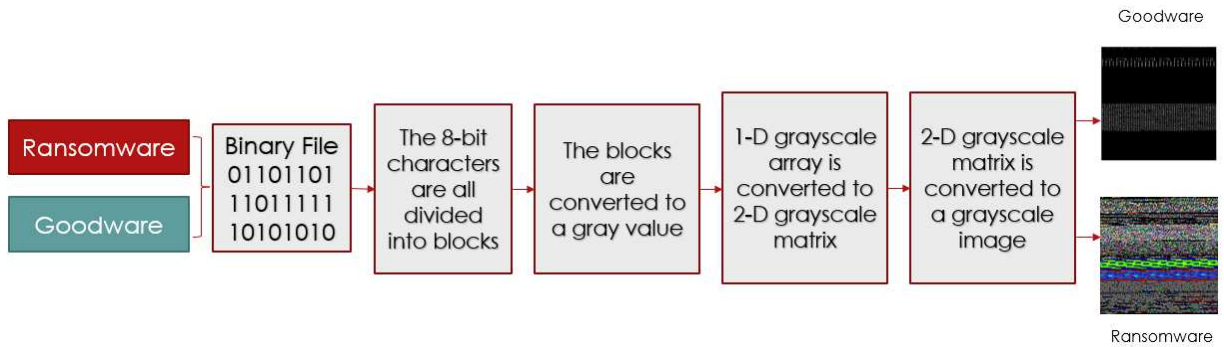 Goodware
Ransomware
Goodware
Binary File
01101101
11011111
10101010
The 8-bit
characters
are all
divided
into blocks
The blocks
are
converted to
a gray value
1-D grayscale
array is
converted to
2-D grayscale
matrix
2-D grayscale
matrix is
converted to
a grayscale
image
Ransomware